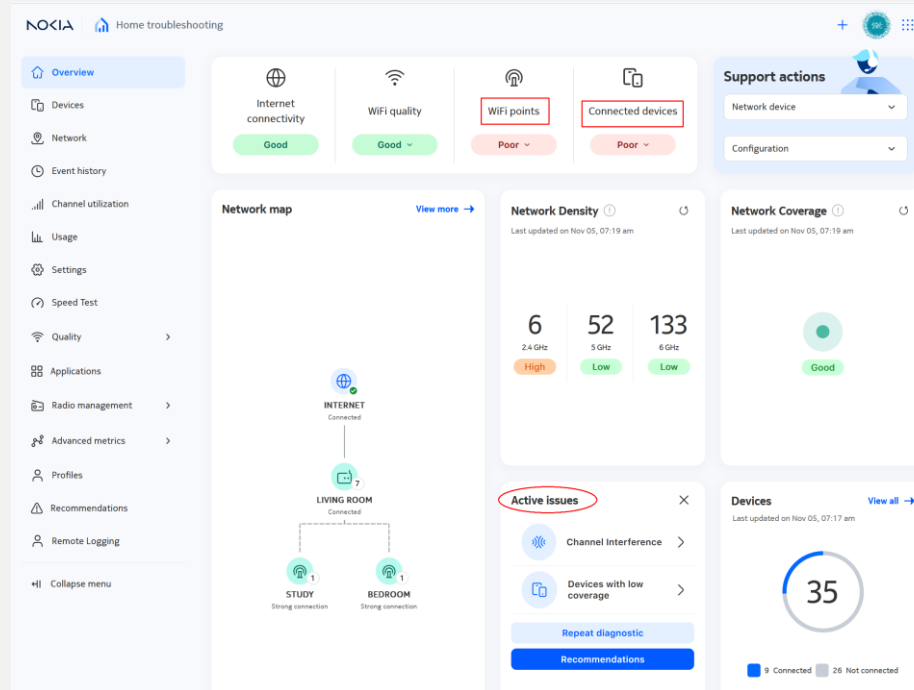 NOKIA
Home troubleshooting
Overview
Devices
Network
Event history
Channel utilization
Usage
Settings
Speed Test
Quality
Applications
Radio management
Advanced metrics
Profiles
Recommendations
Remote Logging
Collapse menu
Internet
connectivity
Good
WiFi quality
Good
WiFi points
Poor
Connected devices
Poor
Support actions
Network device
Configuration
Network map
View more
INTERNET
Connected
7
LIVING ROOM
Connected
1
STUDY
Strong connection
1
BEDROOM
Strong connection
Network Density
Last updated on Nov 05, 07:19 am
6
2.4 GHz
High
52
5 GHz
Low
133
6 GHz
Low
Network Coverage
Last updated on Nov 05, 07:19 am
Good
Active issues
Channel Interference
Devices with low
coverage
Repeat diagnostic
Recommendations
Devices
View all
Last updated on Nov 05, 07:17 am
35
9 Connected
26 Not connected